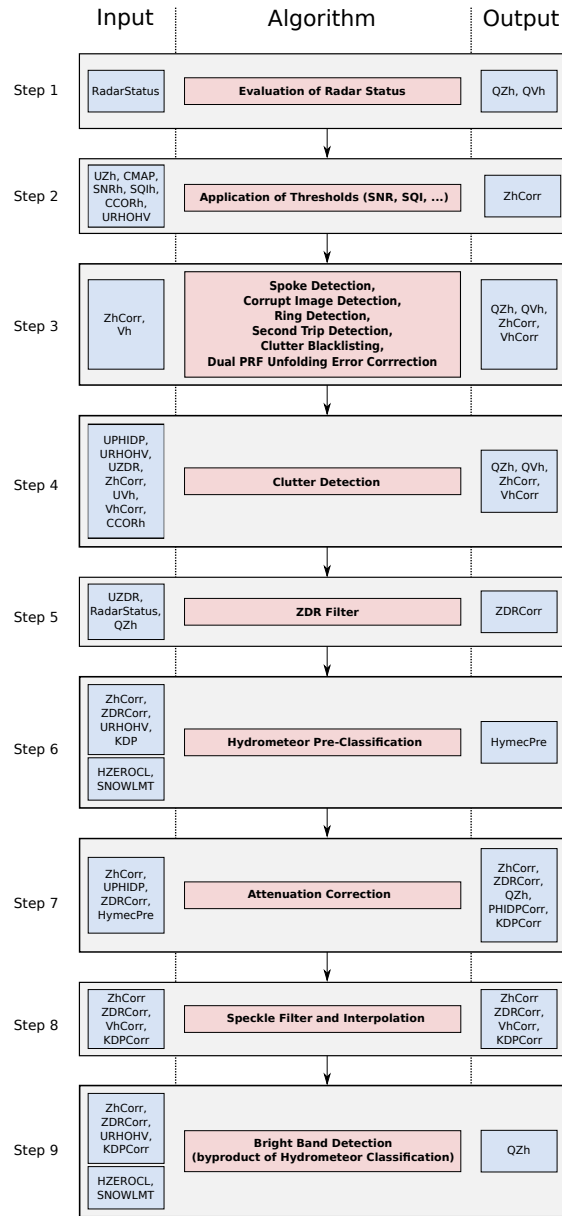 Input
Algorithm
Output
Step 1
RadarStatus
Evaluation of Radar Status
QZh, QVh
Step 2
UZh, CMAP,
SNRh, SQIh,
CCORh,
URHOHV
Application of Thresholds (SNR, SQI, ...)
ZhCorr
Step 3
ZhCorr,
Vh
Spoke Detection,
Corrupt Image Detection,
Ring Detection,
Second Trip Detection,
Clutter Blacklisting,
Dual PRF Unfolding Error Corrrection
QZh, QVh,
ZhCorr,
VhCorr
Step 4
UPHIDP,
URHOHV,
UZDR,
ZhCorr,
UVh,
VhCorr,
CCORh
Clutter Detection
QZh, QVh,
ZhCorr,
VhCorr
Step 5
UZDR,
RadarStatus,
QZh
ZDR Filter
ZDRCorr
Step 6
ZhCorr,
ZDRCorr,
URHOHV,
KDP
HZEROCL,
SNOWLMT
Hydrometeor Pre-Classification
HymecPre
Step 7
ZhCorr,
UPHIDP,
ZDRCorr,
HymecPre
Attenuation Correction
ZhCorr,
ZDRCorr,
QZh,
PHIDPCorr,
KDPCorr
Step 8
ZhCorr
ZDRCorr,
VhCorr,
KDPCorr
Speckle Filter and Interpolation
ZhCorr
ZDRCorr,
VhCorr,
KDPCorr
Step 9
ZhCorr,
ZDRCorr,
URHOHV,
KDPCorr
HZEROCL,
SNOWLMT
Bright Band Detection
(byproduct of Hydrometeor Classification)
QZh